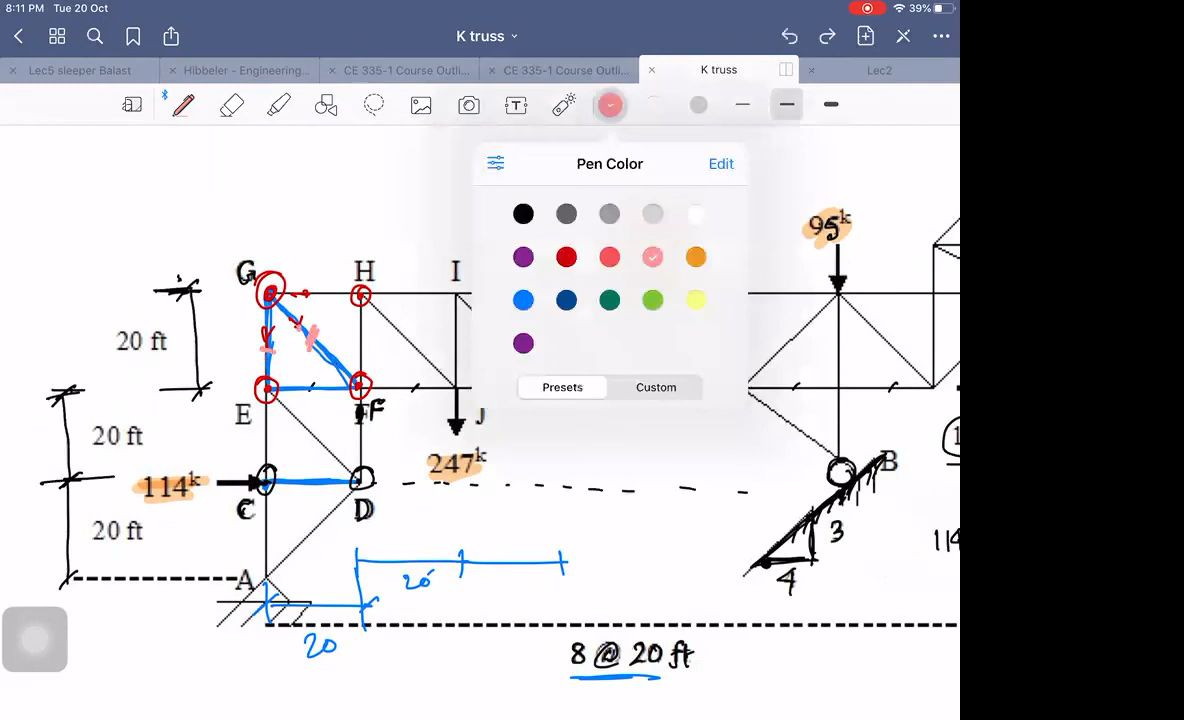 8:11 PM Tue 20 Oct
39%
K truss
Lec5 sleeper Balast
Hibbeler - Engineering...
CE 335-1 Course Outli...
CE 335-1 Course Outli...
K truss
Lec2
T
Pen Color
Edit
Presets
Custom
95k
G
H
I
20 ft
E
F
F
J
20 ft
247k
B
114k
C
D
3
20 ft
114
A
20
4
20
8 @ 20 ft